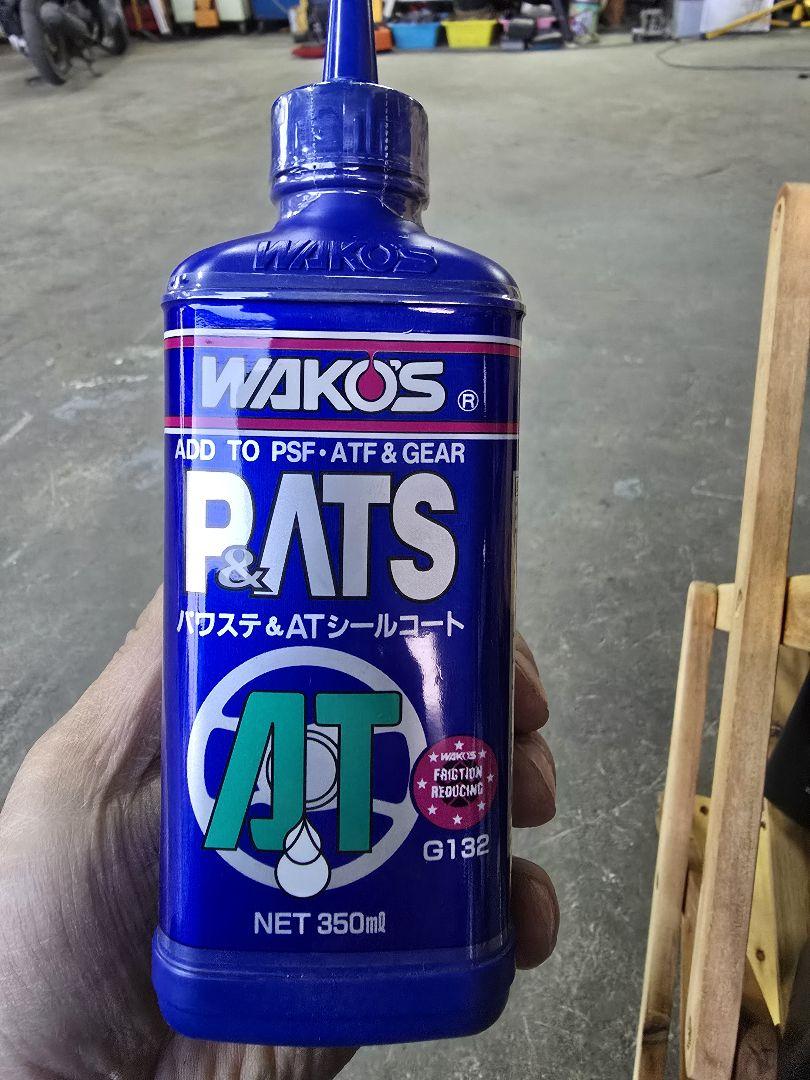 WAKO'S
WAKO'S ®
ADD TO PSF・ATF & GEAR
P&ATS
パワステ&ATシールコート
AT
WAKO'S
FRICTION
REDUCING
G132
NET 350mℓ